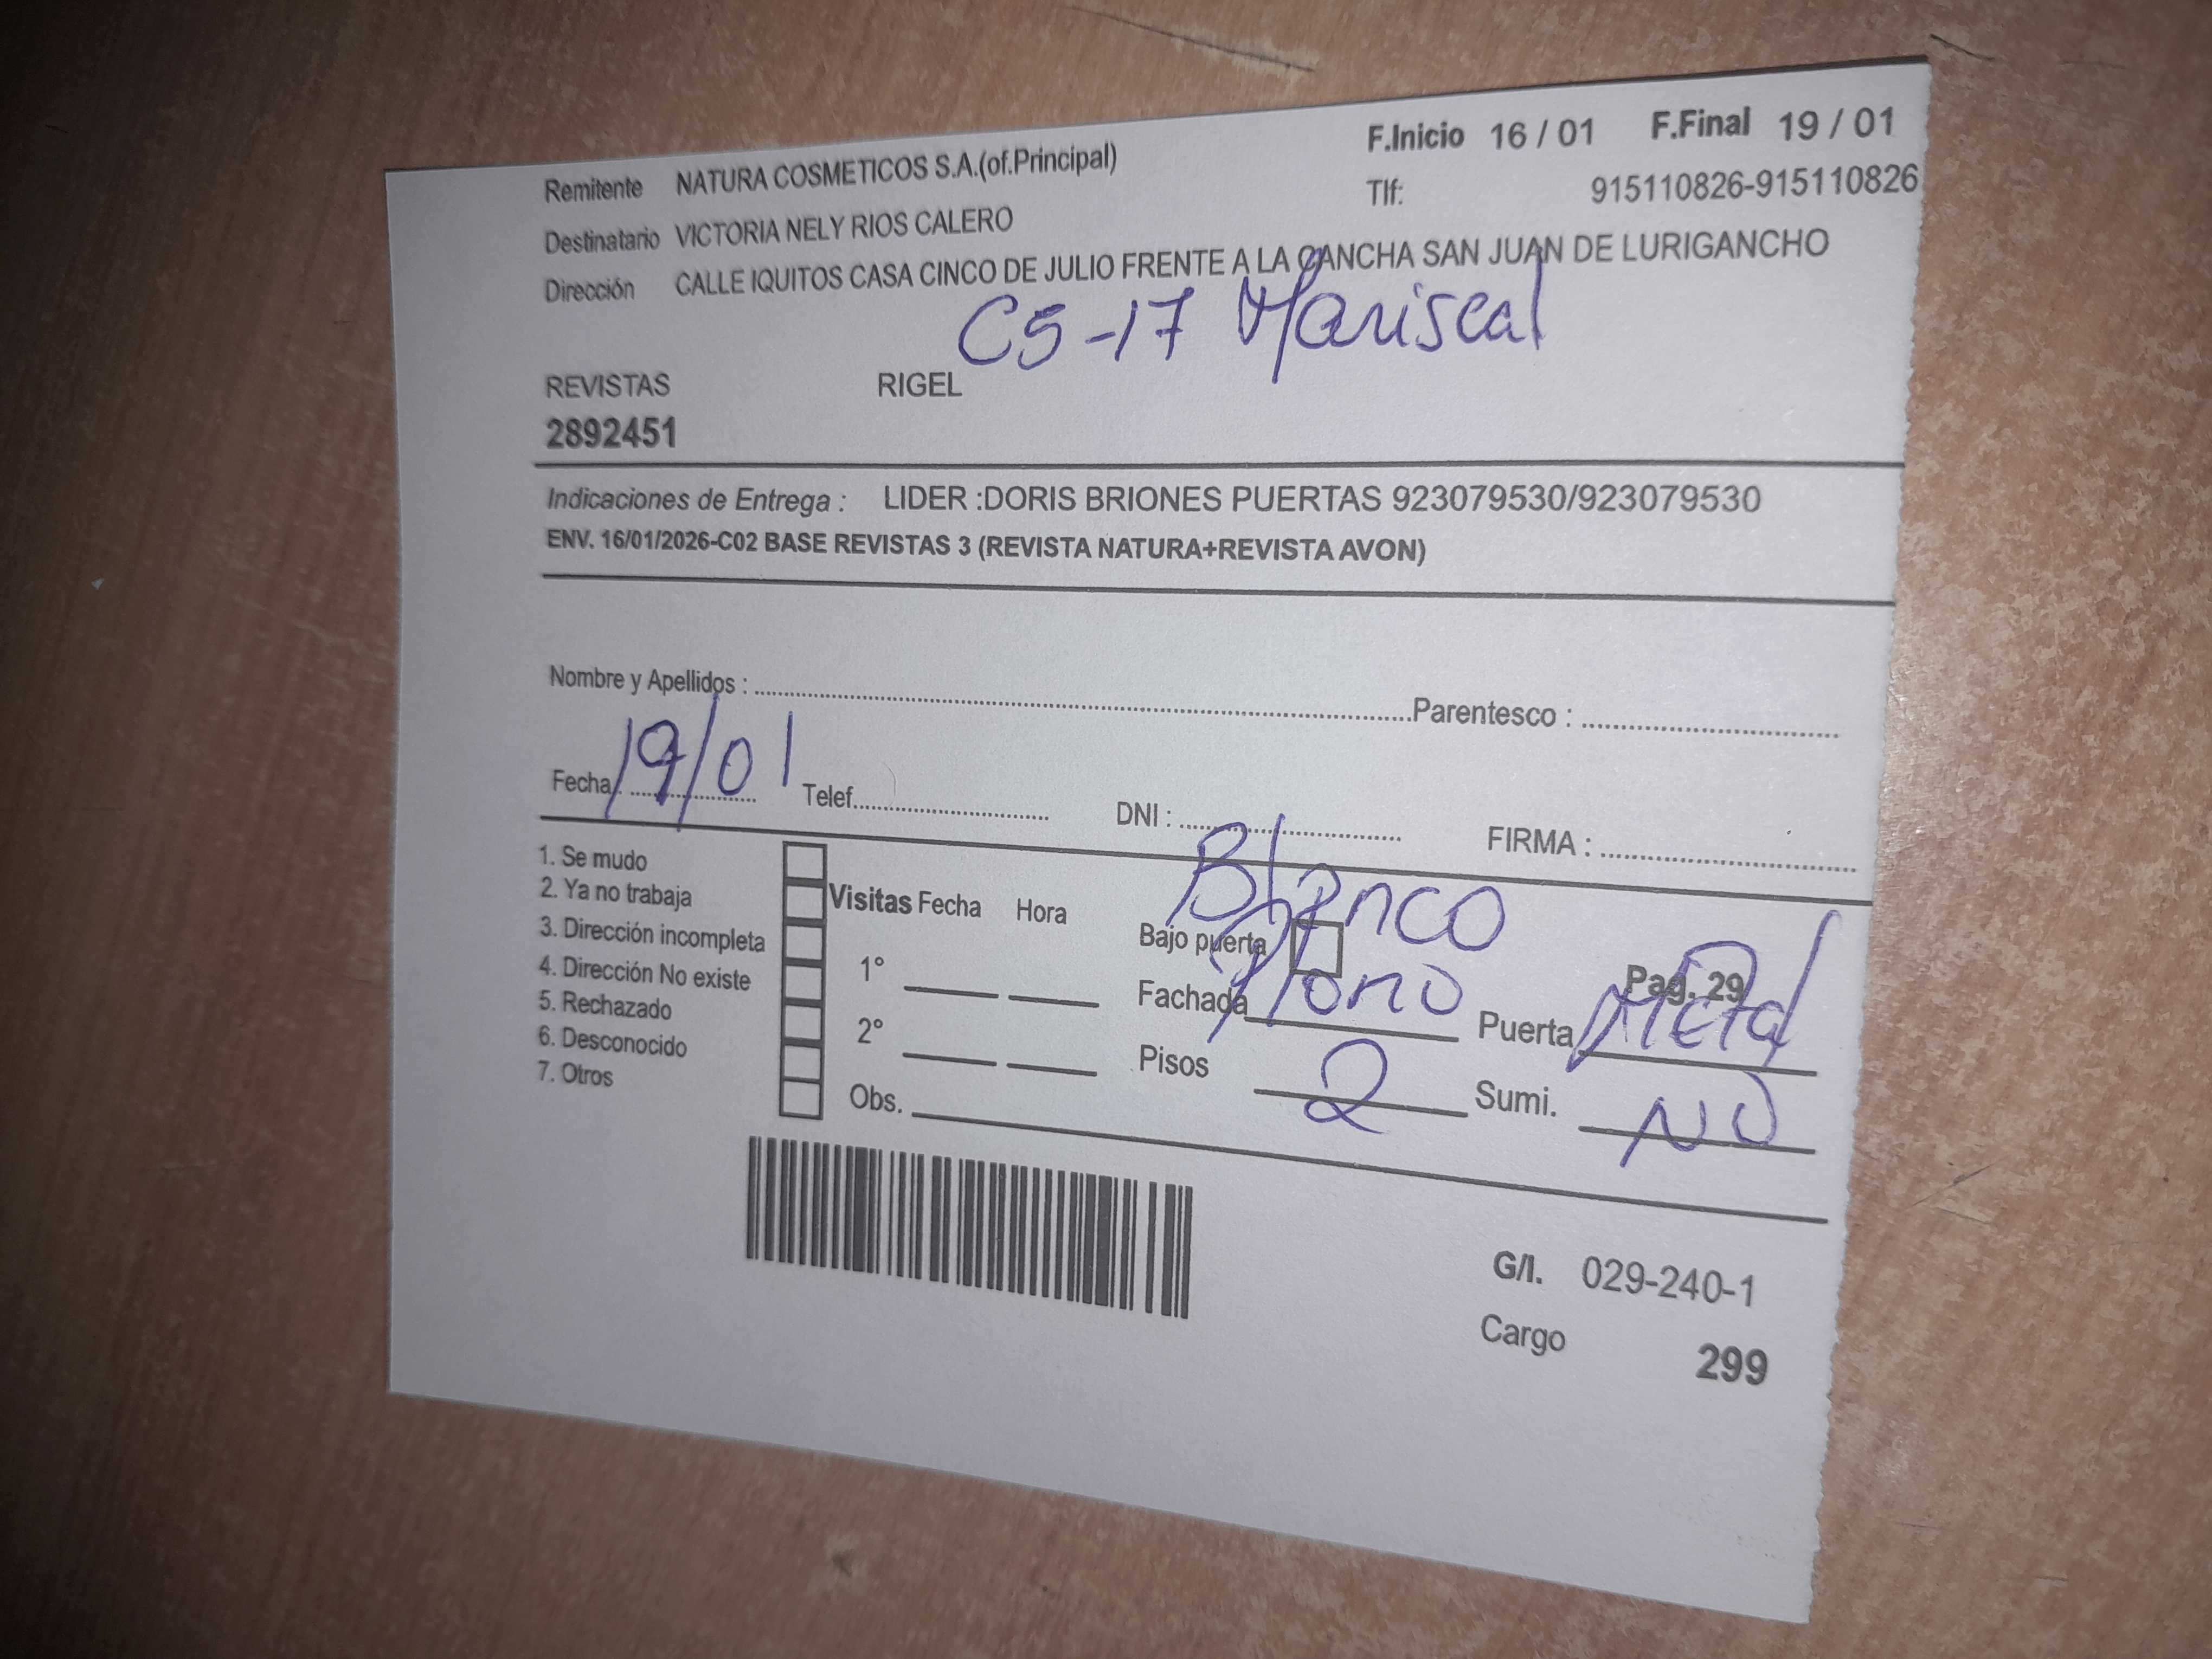 F.Inicio 16 / 01 F.Final 19 / 01
Remitente NATURA COSMETICOS S.A.(of.Principal)
Tlf: 915110826-915110826
Destinatario VICTORIA NELY RIOS CALERO
Dirección CALLE IQUITOS CASA CINCO DE JULIO FRENTE A LA CANCHA SAN JUAN DE LURIGANCHO
C5-17 Mariscal
REVISTAS RIGEL
2892451
Indicaciones de Entrega : LIDER :DORIS BRIONES PUERTAS 923079530/923079530
ENV. 16/01/2026-C02 BASE REVISTAS 3 (REVISTA NATURA+REVISTA AVON)
Nombre y Apellidos : Parentesco :
Fecha 19/01 Telef. DNI : FIRMA :
1. Se mudo
2. Ya no trabaja
3. Dirección incompleta
4. Dirección No existe
5. Rechazado
6. Desconocido
7. Otros
Visitas Fecha Hora
1°
2°
Obs.
Blanco
Bajo puerta
Pag. 29
Fachada Puerta Metal
Pisos 2 Sumi. NO
G/I. 029-240-1
Cargo 299